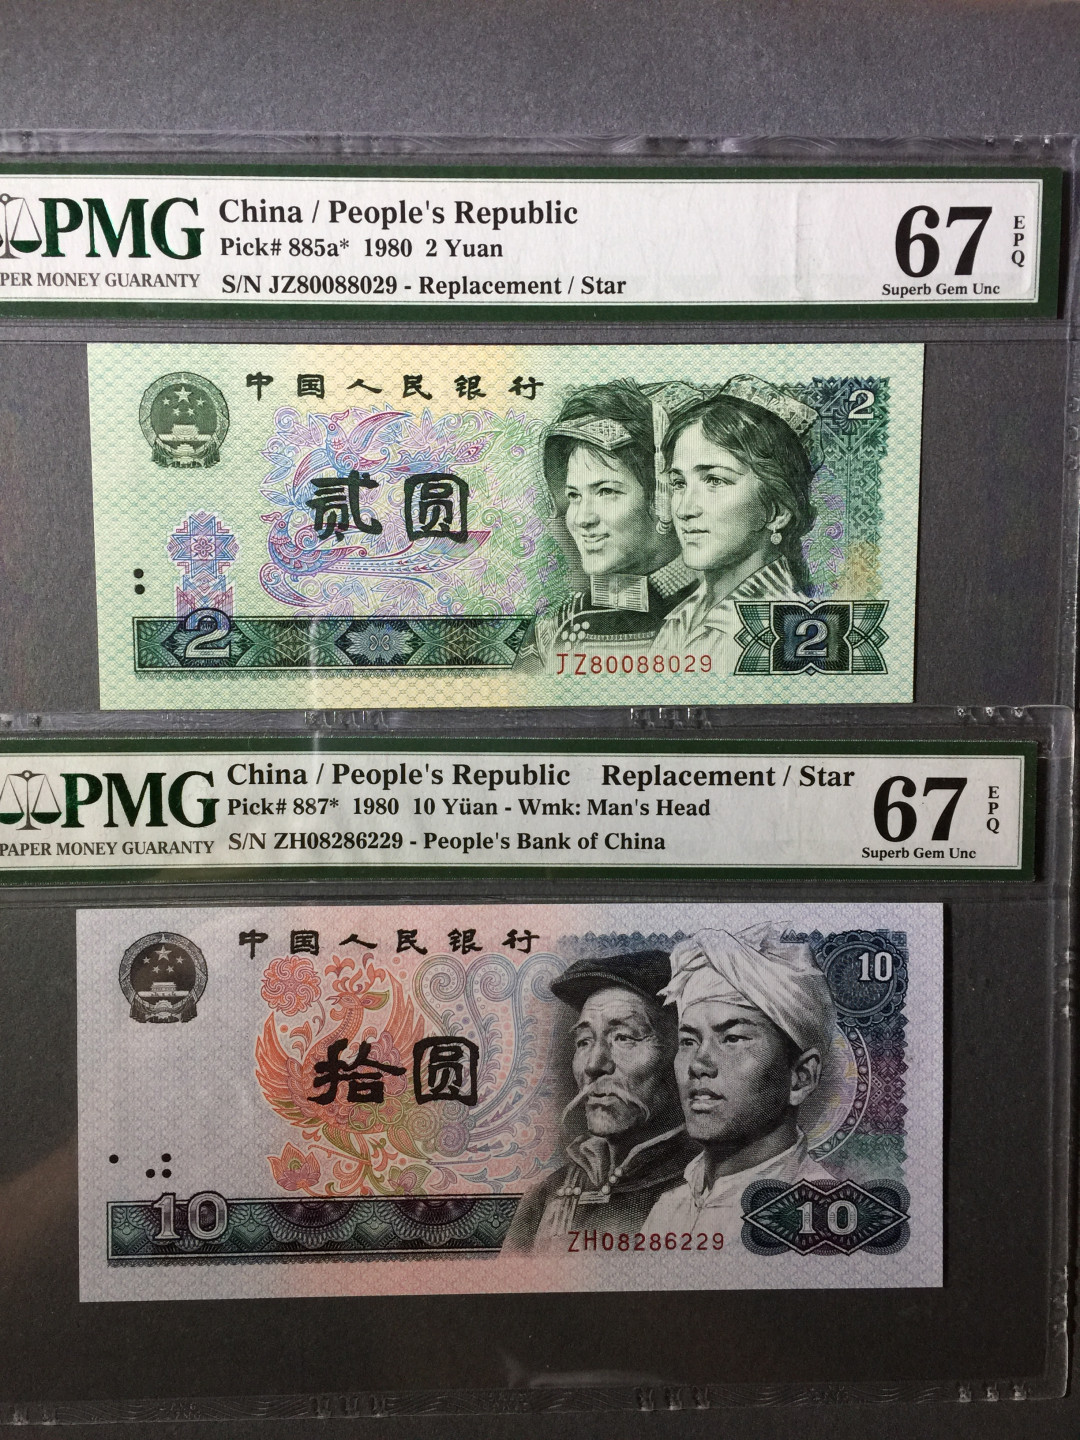 PMG
PAPER MONEY GUARANTY
China / People's Republic
Pick# 885a* 1980 2 Yuan
S/N JZ80088029 - Replacement / Star
67
EPQ
Superb Gem Unc
中国人民银行
2
贰圆
2
JZ80088029
2
PMG
PAPER MONEY GUARANTY
China / People's Republic Replacement / Star
Pick# 887* 1980 10 Yüan - Wmk: Man's Head
S/N ZH08286229 - People's Bank of China
67
EPQ
Superb Gem Unc
中国人民银行
10
拾圆
10
ZH08286229
10